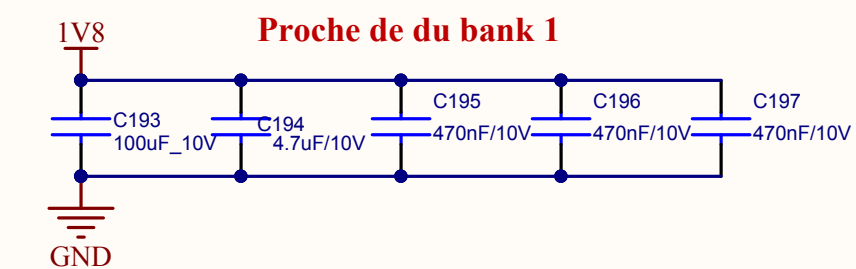 1V8
Proche de du bank 1
C193
100uF_10V
C194
4.7uF/10V
C195
470nF/10V
C196
470nF/10V
C197
470nF/10V
GND